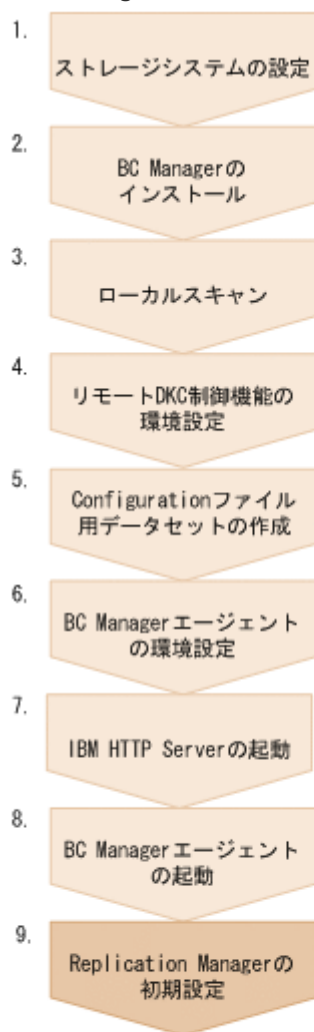 1.
ストレージシステムの設定
2.
BC Managerの
インストール
3.
ローカルスキャン
4.
リモートDKC制御機能の
環境設定
5.
Configurationファイル
用データセットの作成
6.
BC Managerエージェント
の環境設定
7.
IBM HTTP Serverの起動
8.
BC Managerエージェント
の起動
9.
Replication Managerの
初期設定